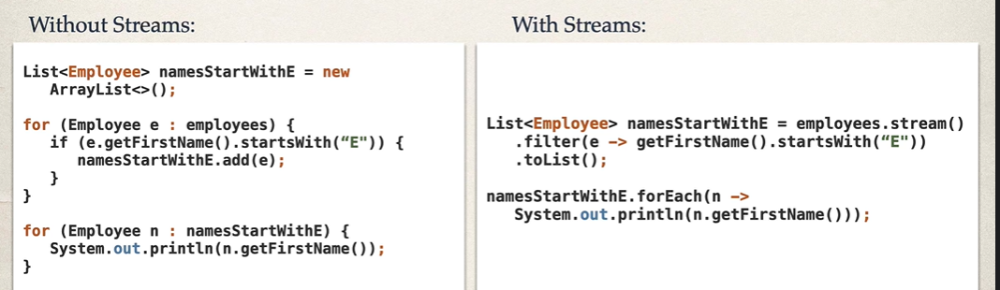 Without Streams:
List<Employee> namesStartWithE = new
ArrayList<>();
for (Employee e : employees) {
if (e.getFirstName().startsWith(“E")) {
namesStartWithE.add(e);
}
}
for (Employee n : namesStartWithE) {
System.out.println(n.getFirstName());
}
With Streams:
List<Employee> namesStartWithE = employees.stream()
.filter(e -> getFirstName().startsWith(“E"))
.toList();
namesStartWithE.forEach(n ->
System.out.println(n.getFirstName()));